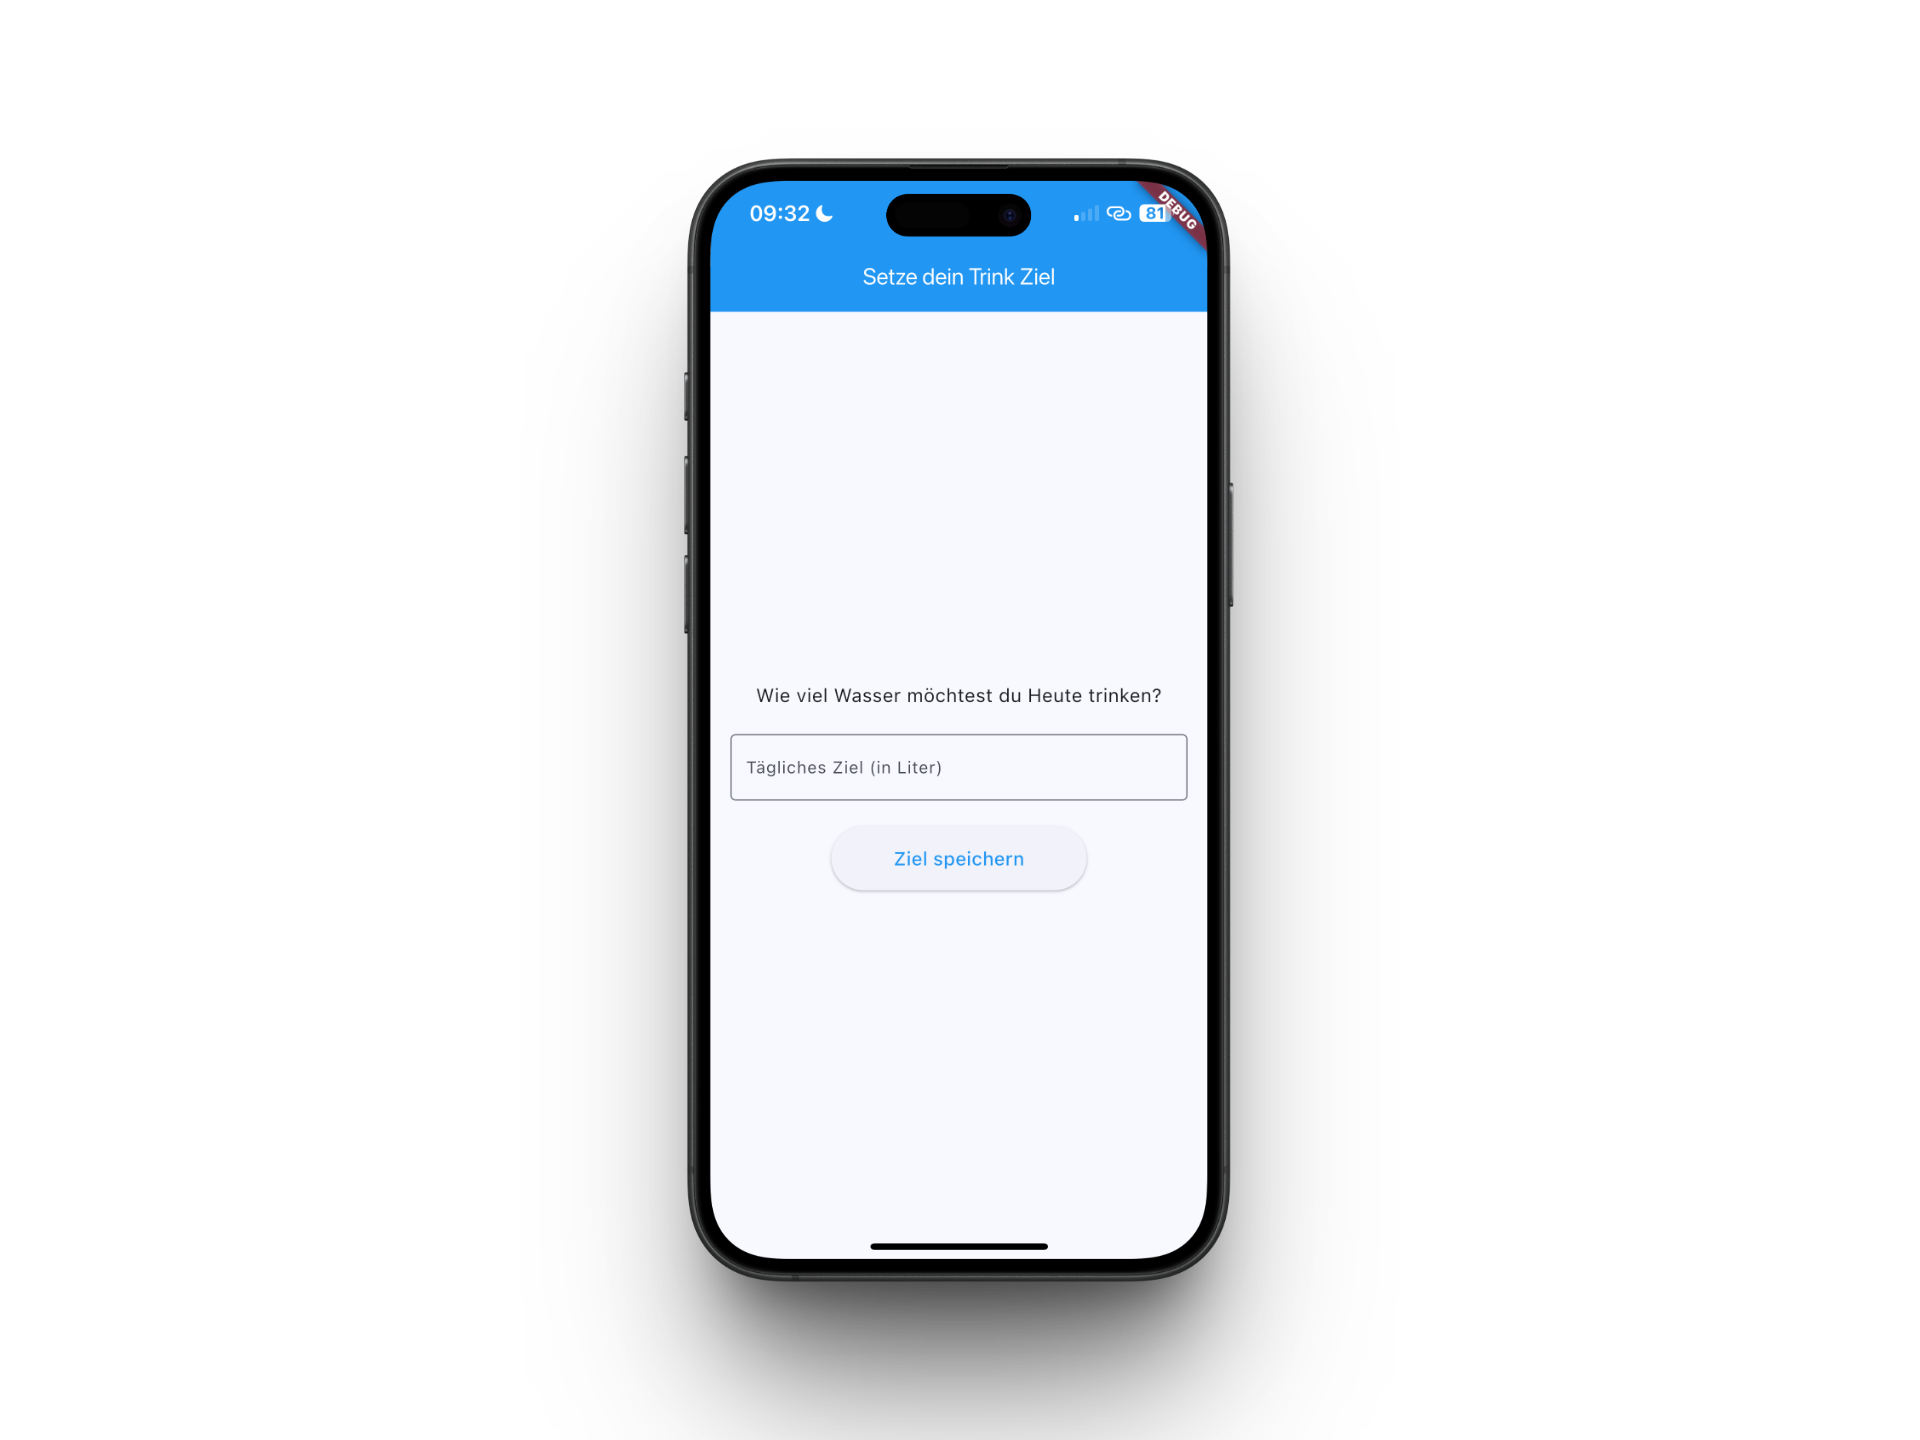 09:32
81
DEBUG
Setze dein Trink Ziel
Wie viel Wasser möchtest du Heute trinken?
Tägliches Ziel (in Liter)
Ziel speichern